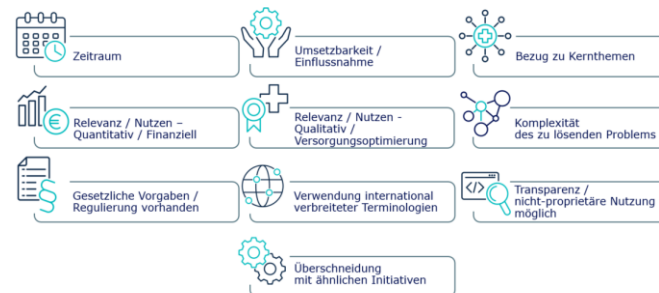 Zeitraum
Umsetzbarkeit /
Einflussnahme
Bezug zu Kernthemen
Relevanz / Nutzen –
Quantitativ / Finanziell
Relevanz / Nutzen -
Qualitativ /
Versorgungsoptimierung
Komplexität
des zu lösenden Problems
Gesetzliche Vorgaben /
Regulierung vorhanden
Verwendung international
verbreiteter Terminologien
Transparenz /
nicht-proprietäre Nutzung
möglich
Überschneidung
mit ähnlichen Initiativen